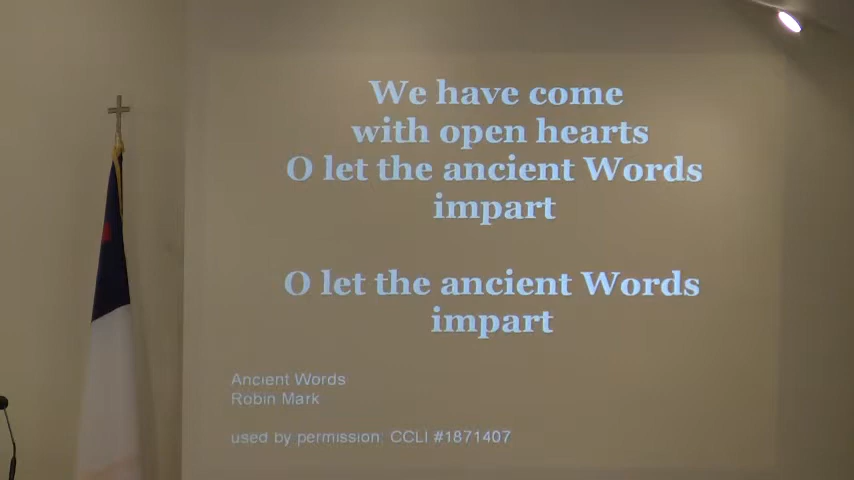 We have come
with open hearts
O let the ancient Words
impart
O let the ancient Words
impart
Ancient Words
Robin Mark
used by permission; CCLI #1871407